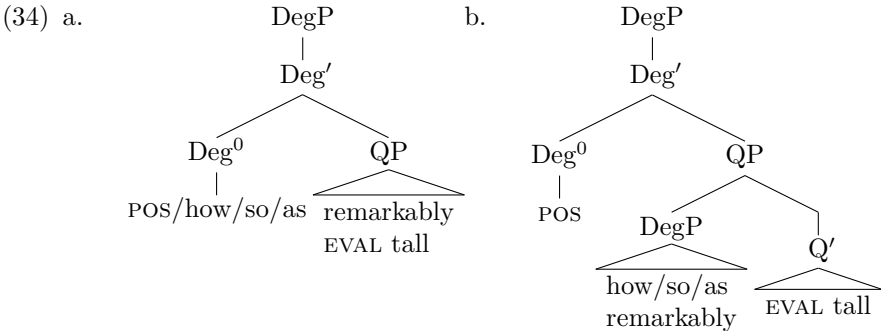 (34) a. DegP b. DegP
Deg′ Deg′
Deg⁰ QP Deg⁰ QP
POS/how/so/as remarkably POS
EVAL tall DegP Q′
how/so/as EVAL tall
remarkably